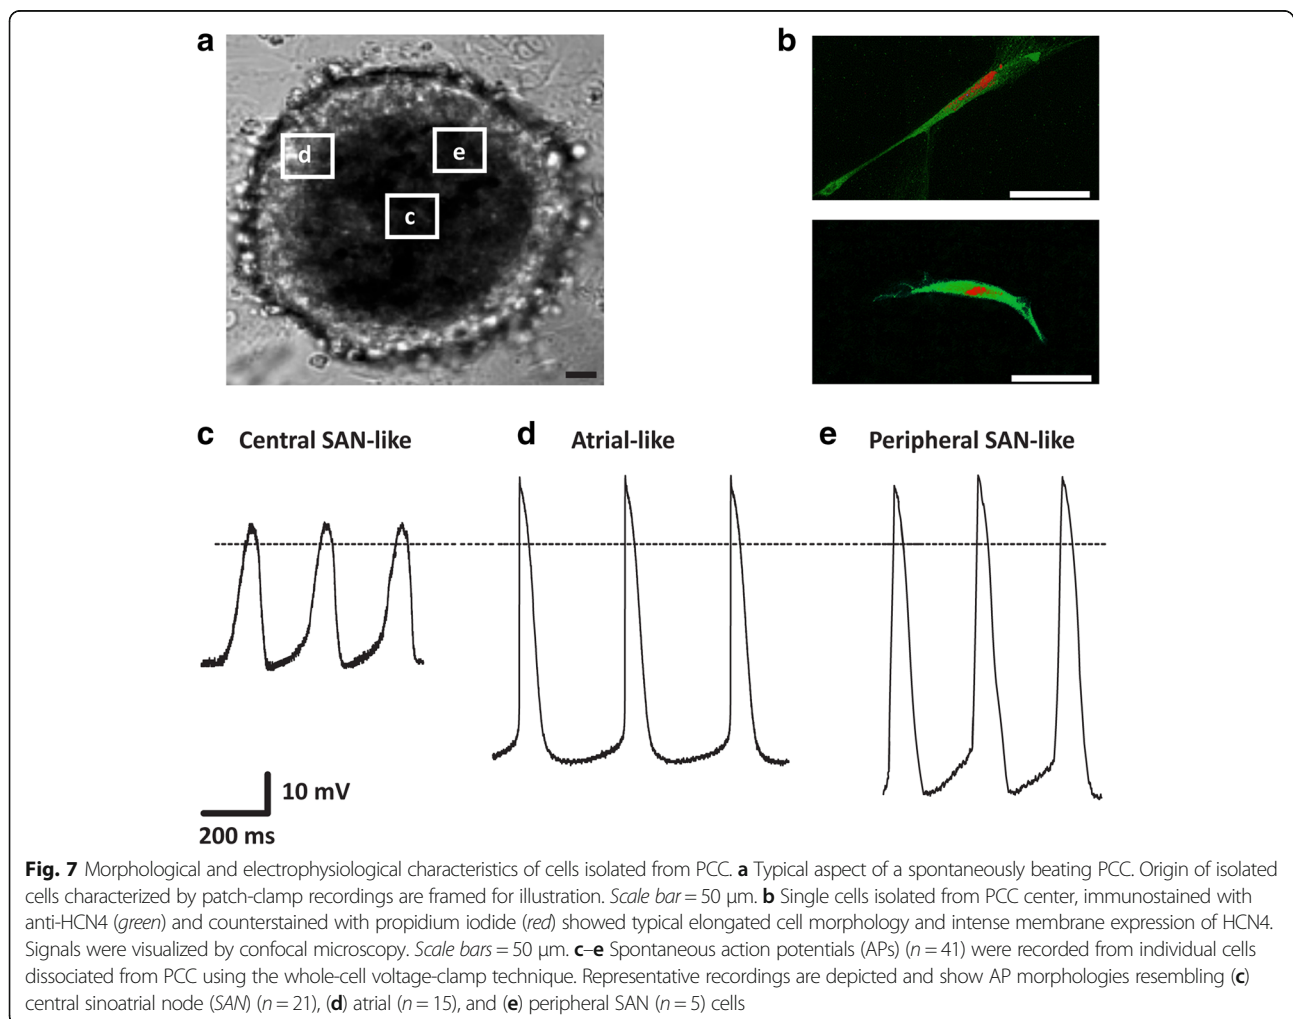 a
b
d
e
c
c Central SAN-like
d Atrial-like
e Peripheral SAN-like
10 mV
200 ms
Fig. 7 Morphological and electrophysiological characteristics of cells isolated from PCC. a Typical aspect of a spontaneously beating PCC. Origin of isolated
cells characterized by patch-clamp recordings are framed for illustration. Scale bar = 50 μm. b Single cells isolated from PCC center, immunostained with
anti-HCN4 (green) and counterstained with propidium iodide (red) showed typical elongated cell morphology and intense membrane expression of HCN4.
Signals were visualized by confocal microscopy. Scale bars = 50 μm. c–e Spontaneous action potentials (APs) (n = 41) were recorded from individual cells
dissociated from PCC using the whole-cell voltage-clamp technique. Representative recordings are depicted and show AP morphologies resembling (c)
central sinoatrial node (SAN) (n = 21), (d) atrial (n = 15), and (e) peripheral SAN (n = 5) cells